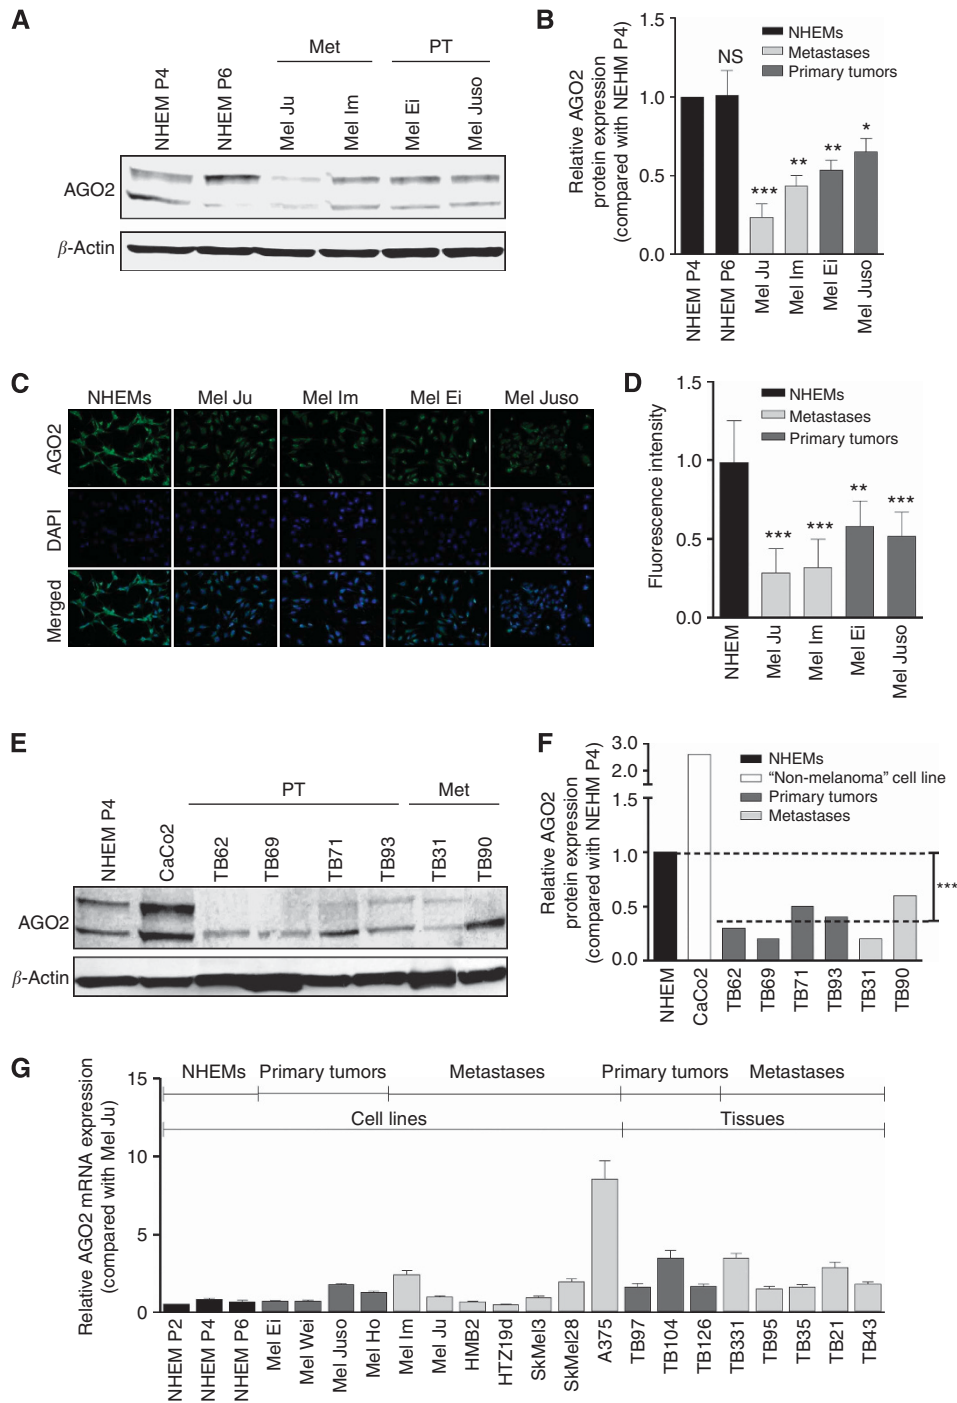 A
Met
PT
NHEM P4
NHEM P6
Mel Ju
Mel Im
Mel Ei
Mel Juso
AGO2
β-Actin
B
Relative AGO2
protein expression
(compared with NEHM P4)
1.5
1.0
0.5
0.0
NHEMs
Metastases
Primary tumors
NS
***
**
**
*
NHEM P4
NHEM P6
Mel Ju
Mel Im
Mel Ei
Mel Juso
C
NHEMs
Mel Ju
Mel Im
Mel Ei
Mel Juso
AGO2
DAPI
Merged
D
Fluorescence intensity
1.5
1.0
0.5
0.0
NHEMs
Metastases
Primary tumors
***
***
**
***
NHEM
Mel Ju
Mel Im
Mel Ei
Mel Juso
E
PT
Met
NHEM P4
CaCo2
TB62
TB69
TB71
TB93
TB31
TB90
AGO2
β-Actin
F
Relative AGO2
protein expression
(compared with NEHM P4)
3.0
2.0
1.5
1.0
0.5
0.0
NHEMs
“Non-melanoma” cell line
Primary tumors
Metastases
***
NHEM
CaCo2
TB62
TB69
TB71
TB93
TB31
TB90
G
Relative AGO2 mRNA expression
(compared with Mel Ju)
15
10
5
0
NHEMs
Primary tumors
Metastases
Primary tumors
Metastases
Cell lines
Tissues
NHEM P2
NHEM P4
NHEM P6
Mel Ei
Mel Wei
Mel Juso
Mel Ho
Mel Im
Mel Ju
HMB2
HTZ19d
SkMel3
SkMel28
A375
TB97
TB104
TB126
TB331
TB95
TB35
TB21
TB43